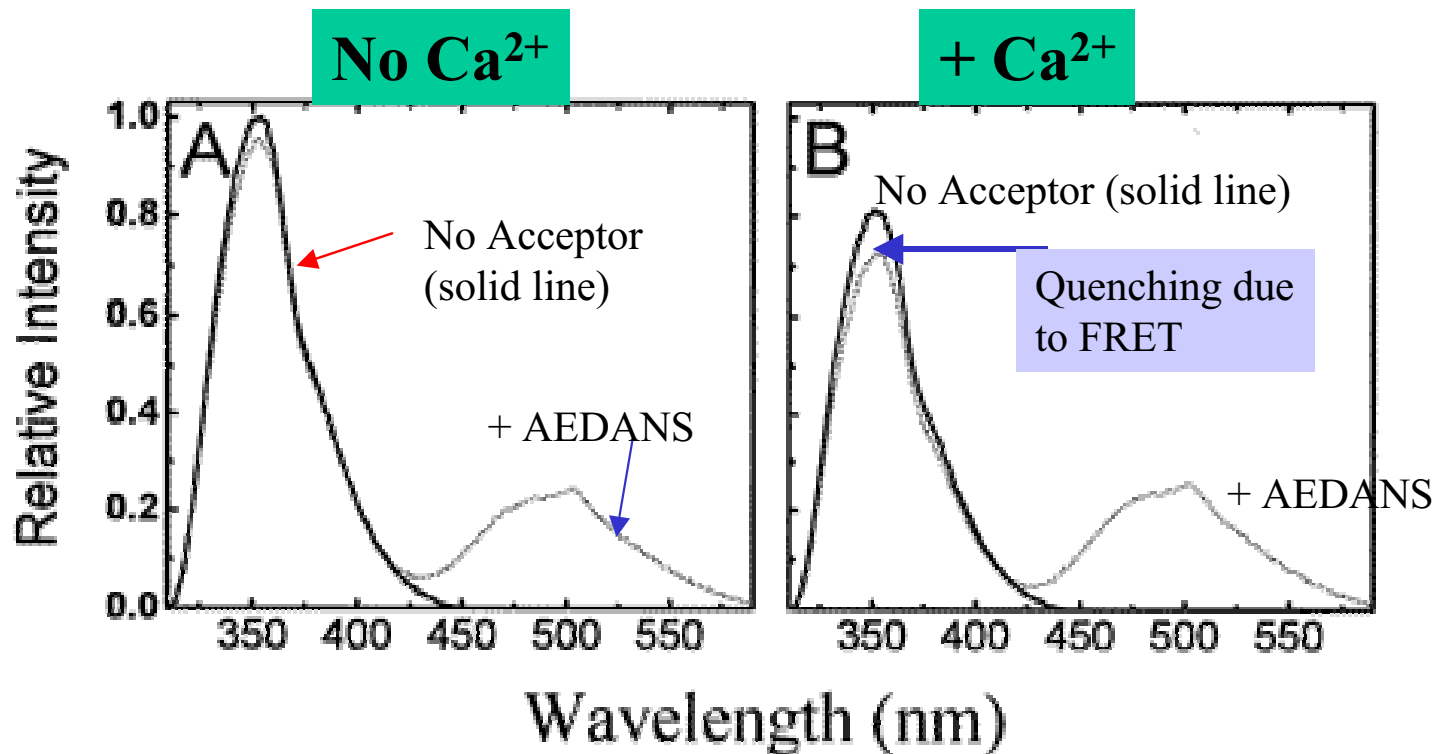 No Ca²⁺
+ Ca²⁺
A
B
Relative Intensity
1.0
0.8
0.6
0.4
0.2
0.0
No Acceptor
(solid line)
+ AEDANS
No Acceptor (solid line)
Quenching due
to FRET
+ AEDANS
350 400 450 500 550
350 400 450 500 550
Wavelength (nm)